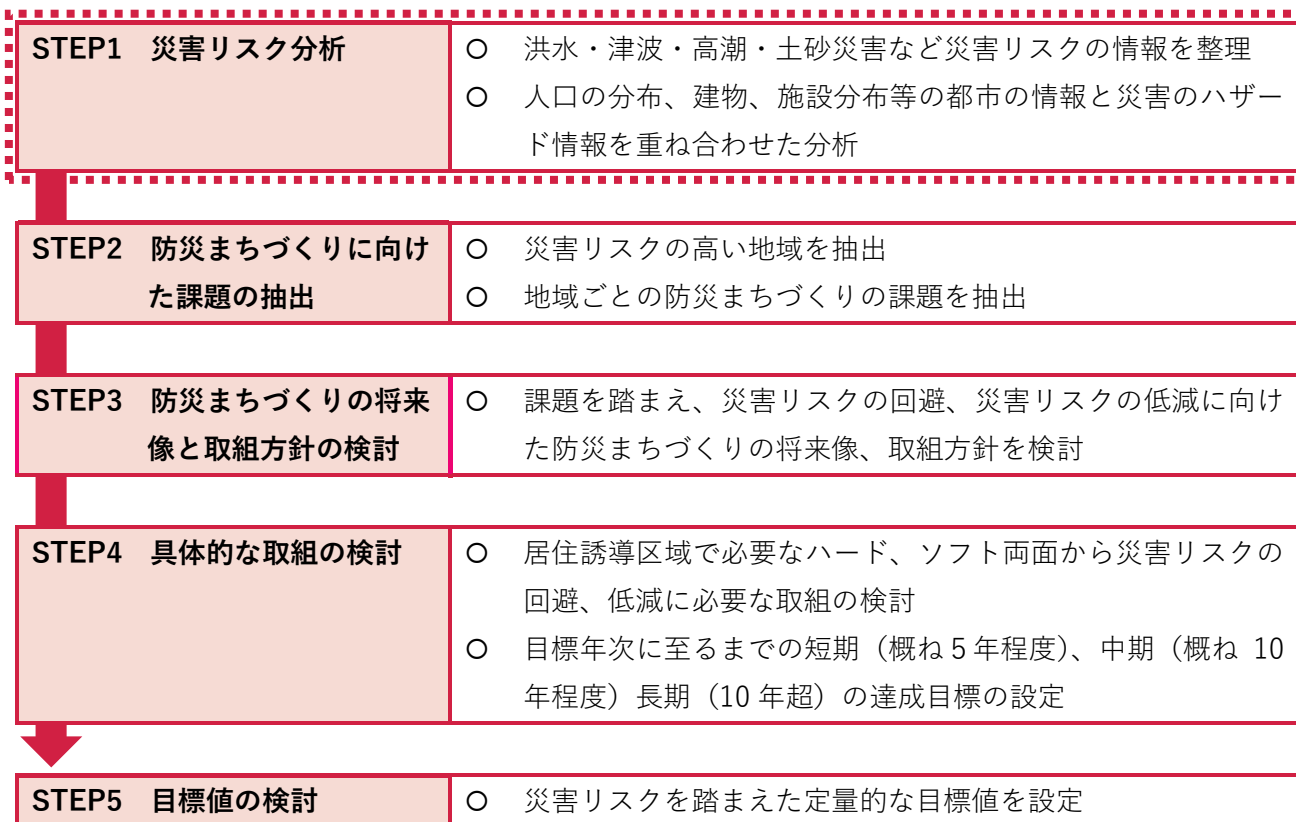 STEP1 災害リスク分析
○ 洪水・津波・高潮・土砂災害など災害リスクの情報を整理
○ 人口の分布、建物、施設分布等の都市の情報と災害のハザー
ド情報を重ね合わせた分析
STEP2 防災まちづくりに向け
た課題の抽出
○ 災害リスクの高い地域を抽出
○ 地域ごとの防災まちづくりの課題を抽出
STEP3 防災まちづくりの将来
像と取組方針の検討
○ 課題を踏まえ、災害リスクの回避、災害リスクの低減に向け
た防災まちづくりの将来像、取組方針を検討
STEP4 具体的な取組の検討
○ 居住誘導区域で必要なハード、ソフト両面から災害リスクの
回避、低減に必要な取組の検討
○ 目標年次に至るまでの短期（概ね５年程度）、中期（概ね 10
年程度）長期（10 年超）の達成目標の設定
STEP5 目標値の検討
○ 災害リスクを踏まえた定量的な目標値を設定